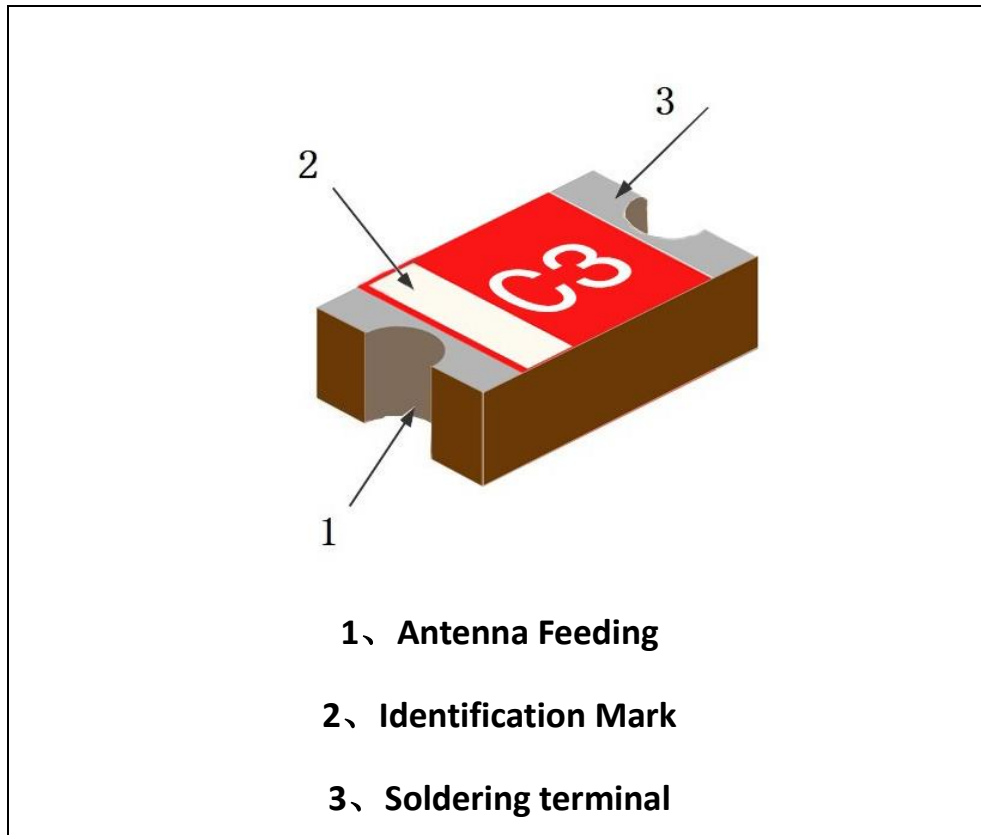 3
2
C3
1
1、Antenna Feeding
2、Identification Mark
3、Soldering terminal